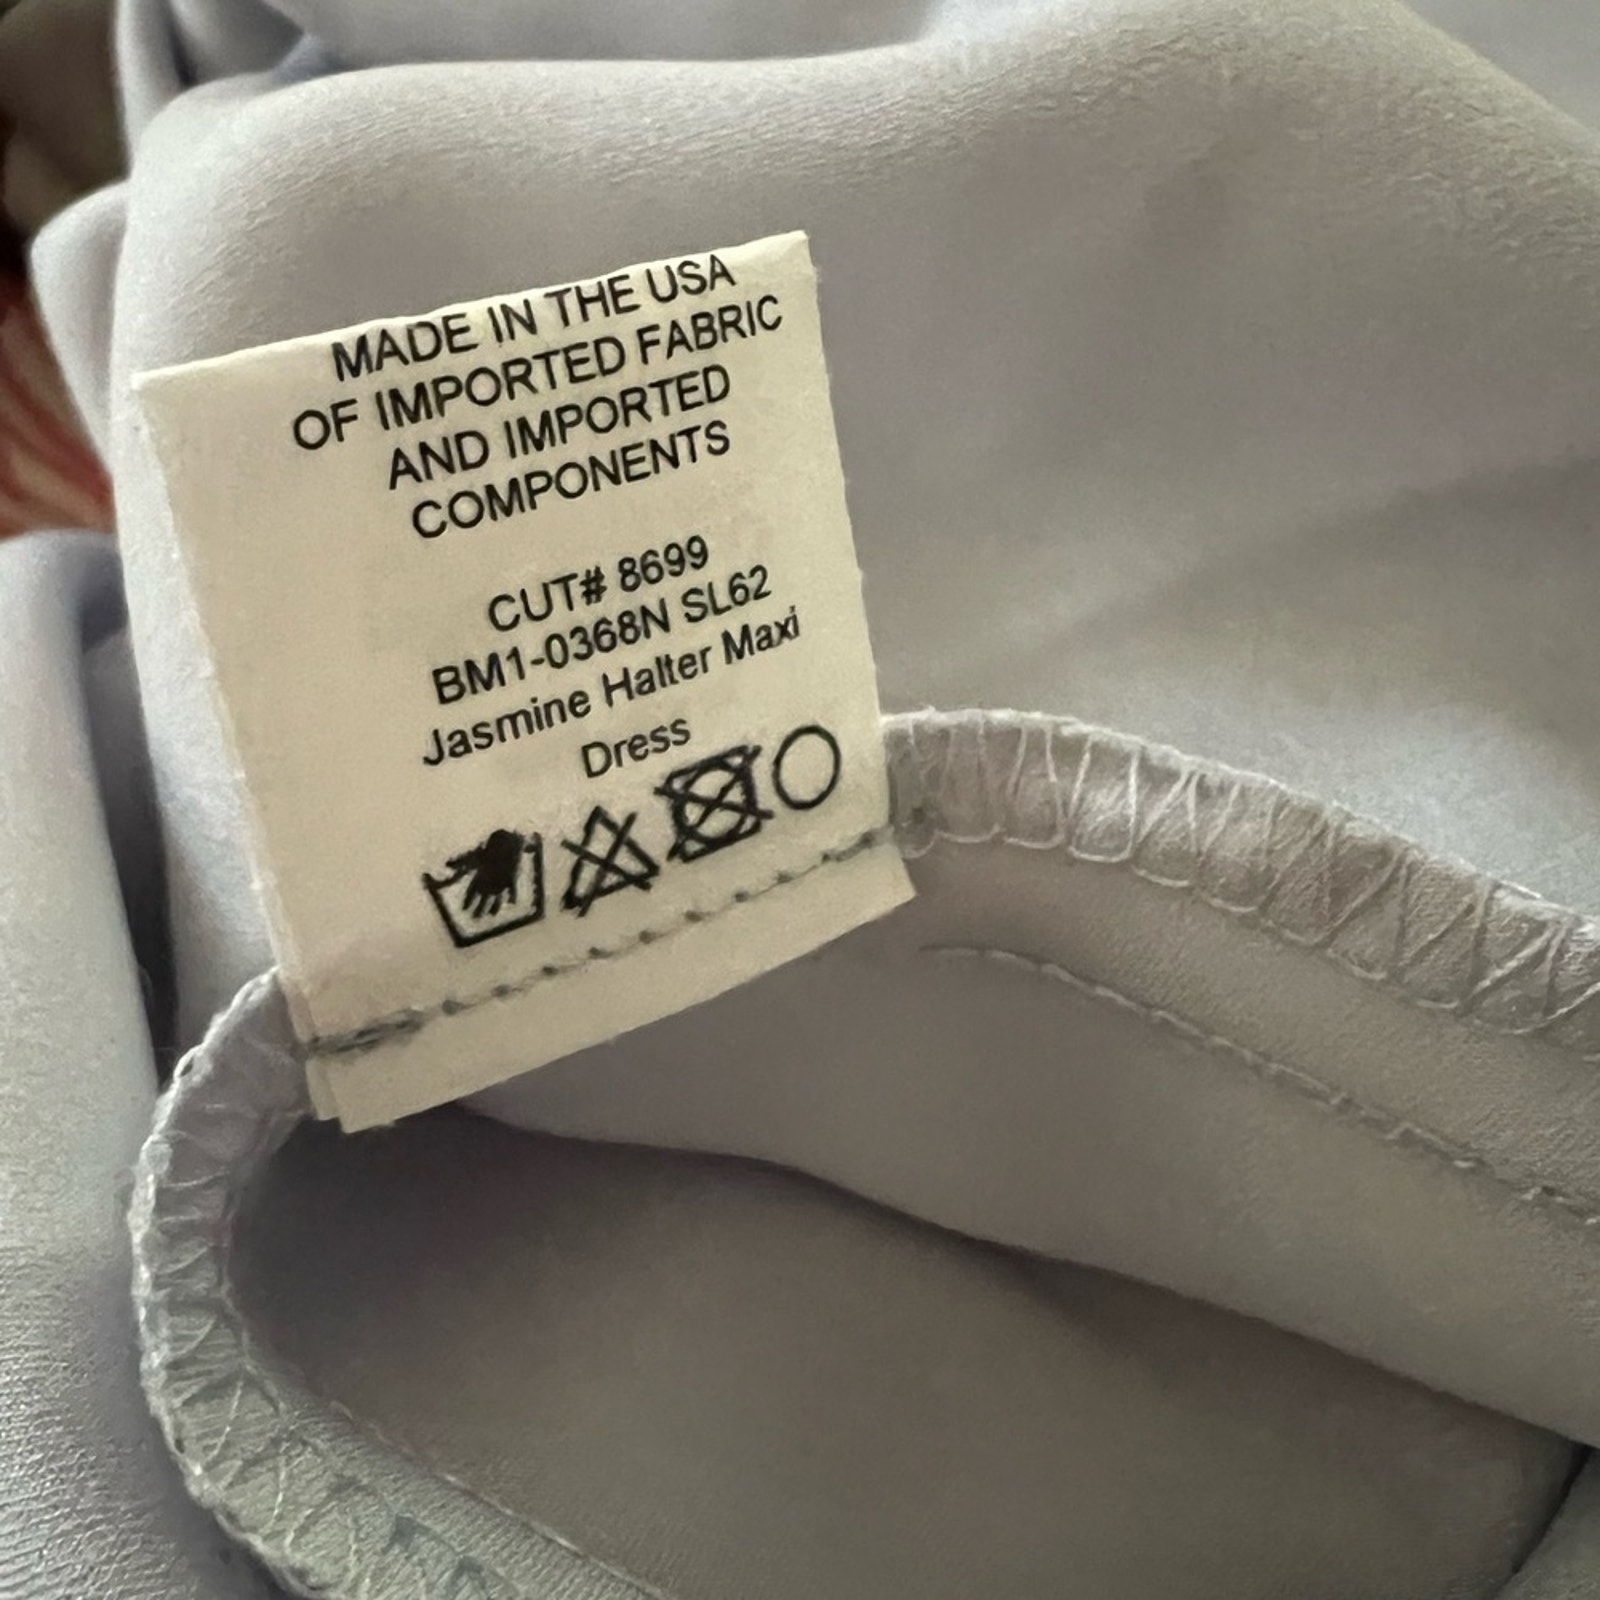 MADE IN THE USA
OF IMPORTED FABRIC
AND IMPORTED
COMPONENTS
CUT# 8699
BM1-0368N SL62
Jasmine Halter Maxi
Dress